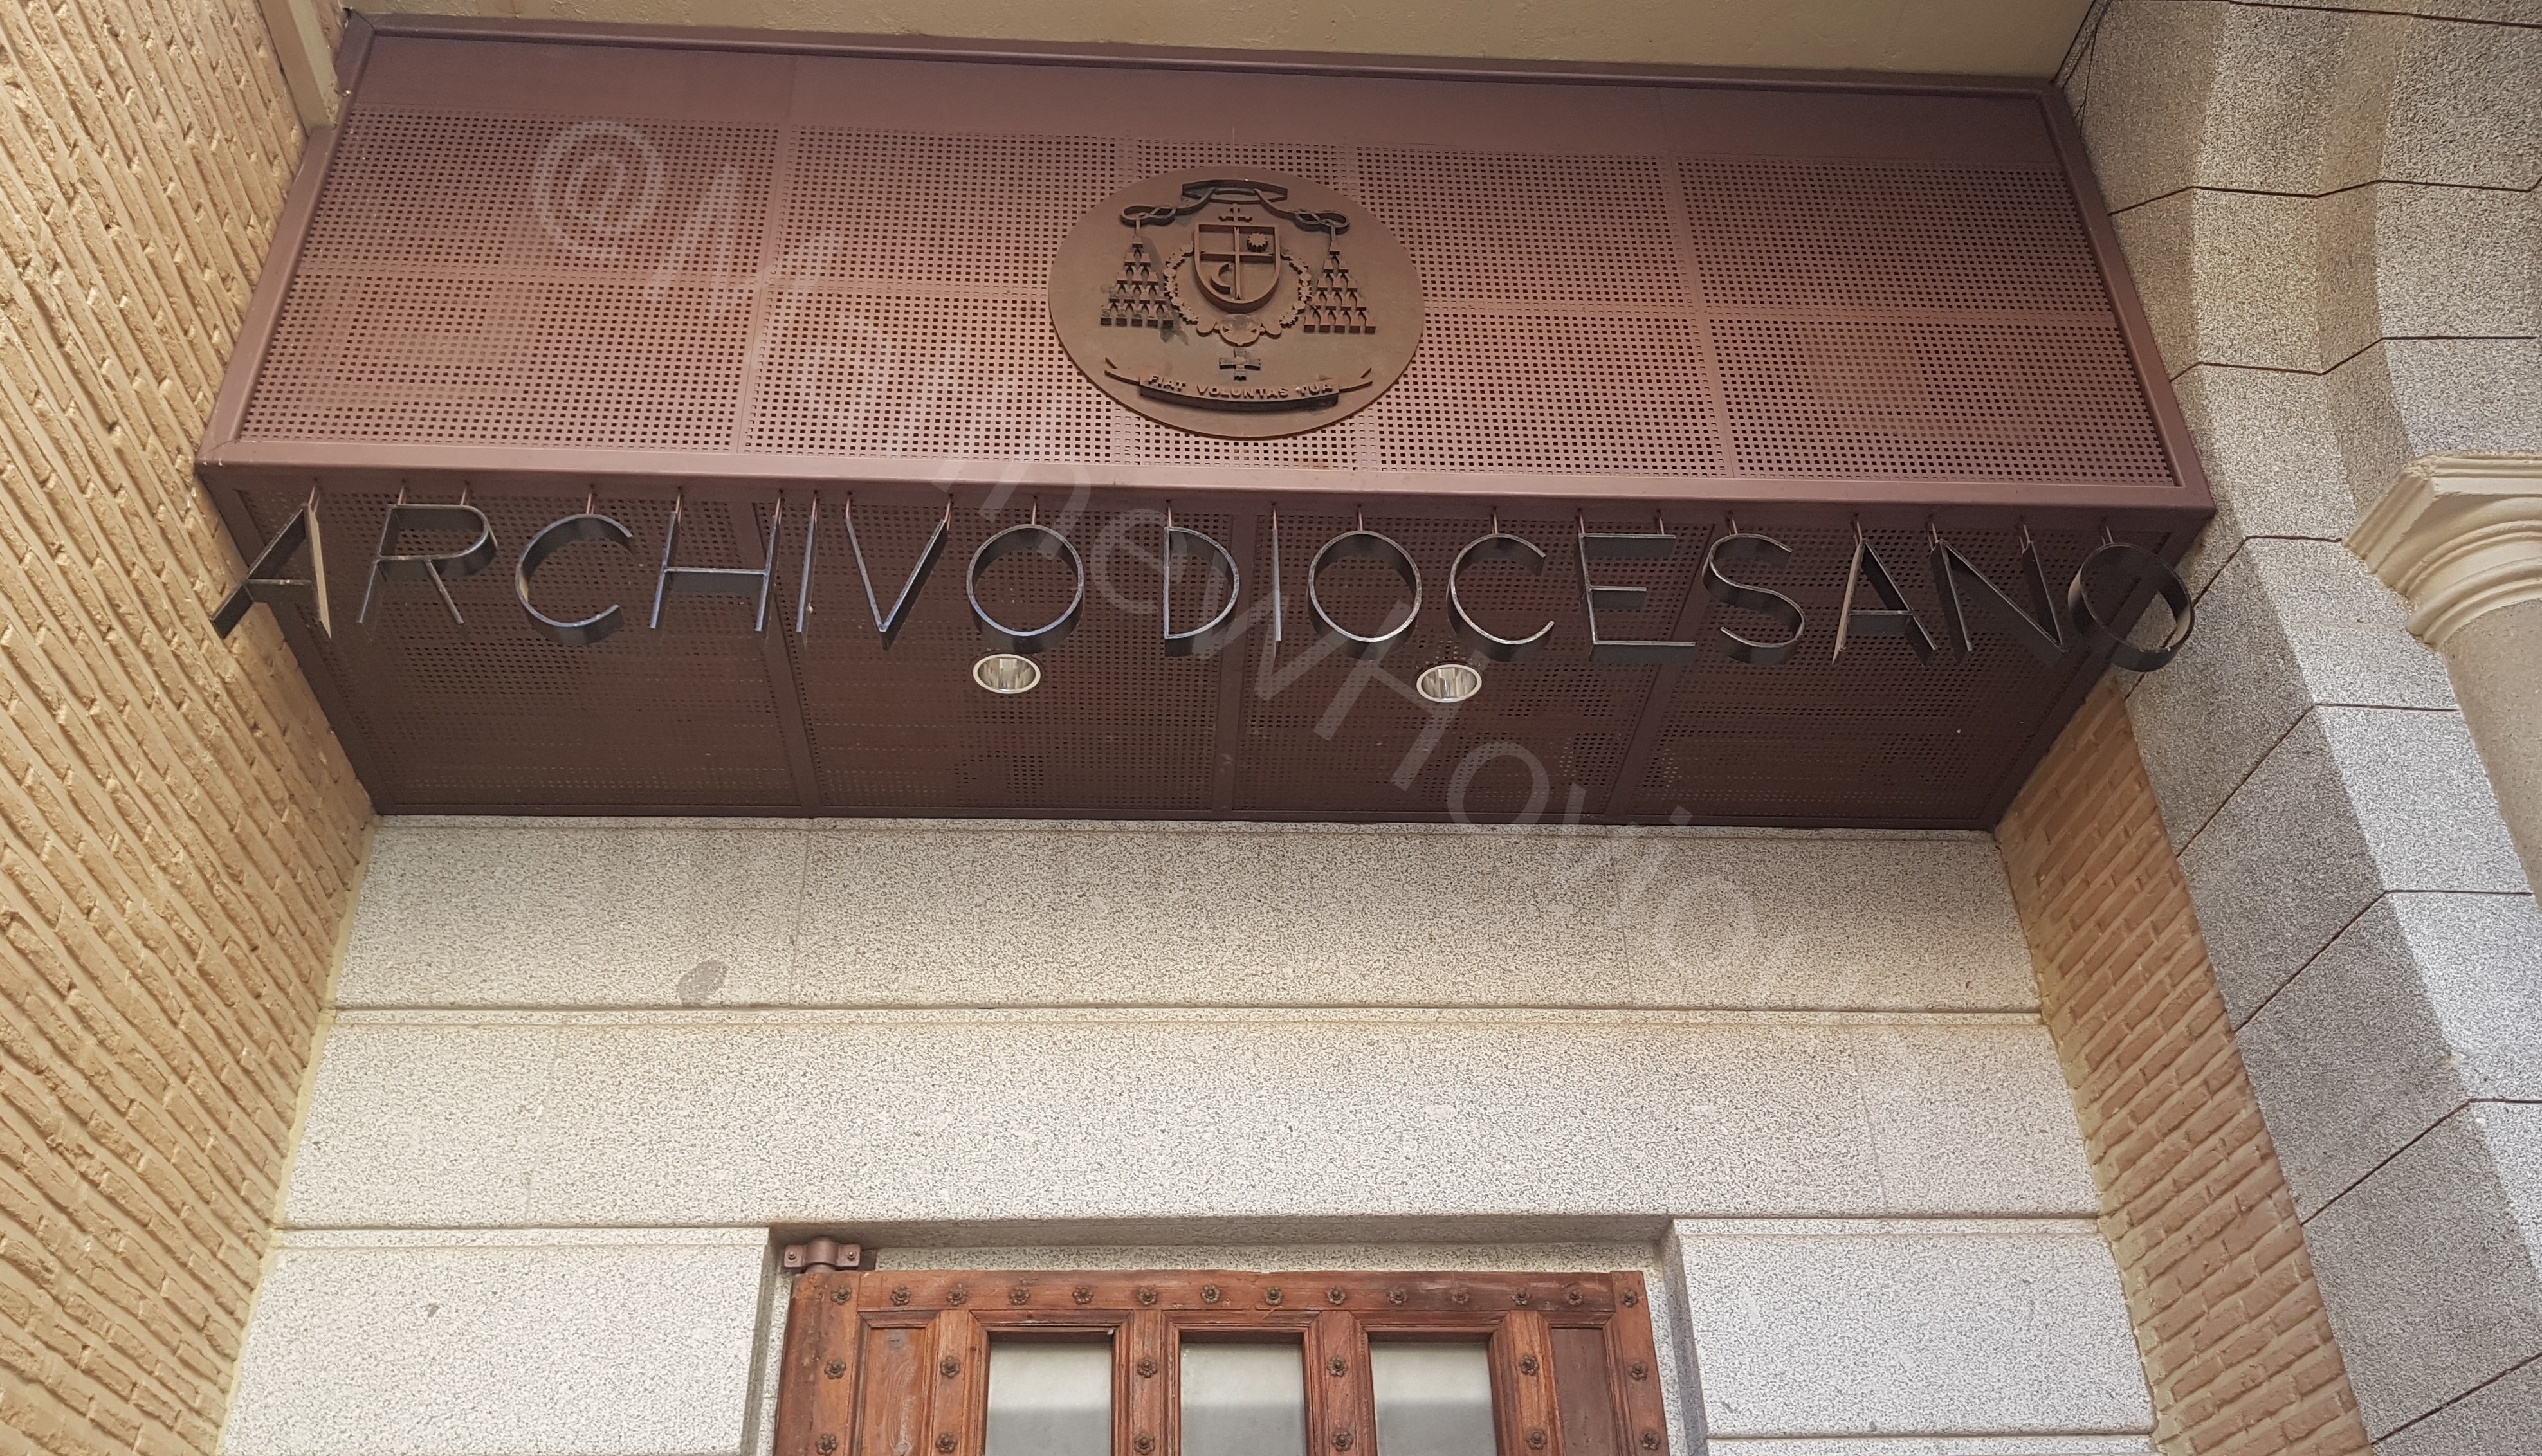 FIAT VOLUNTAS TUA
ARCHIVO DIOCESANO